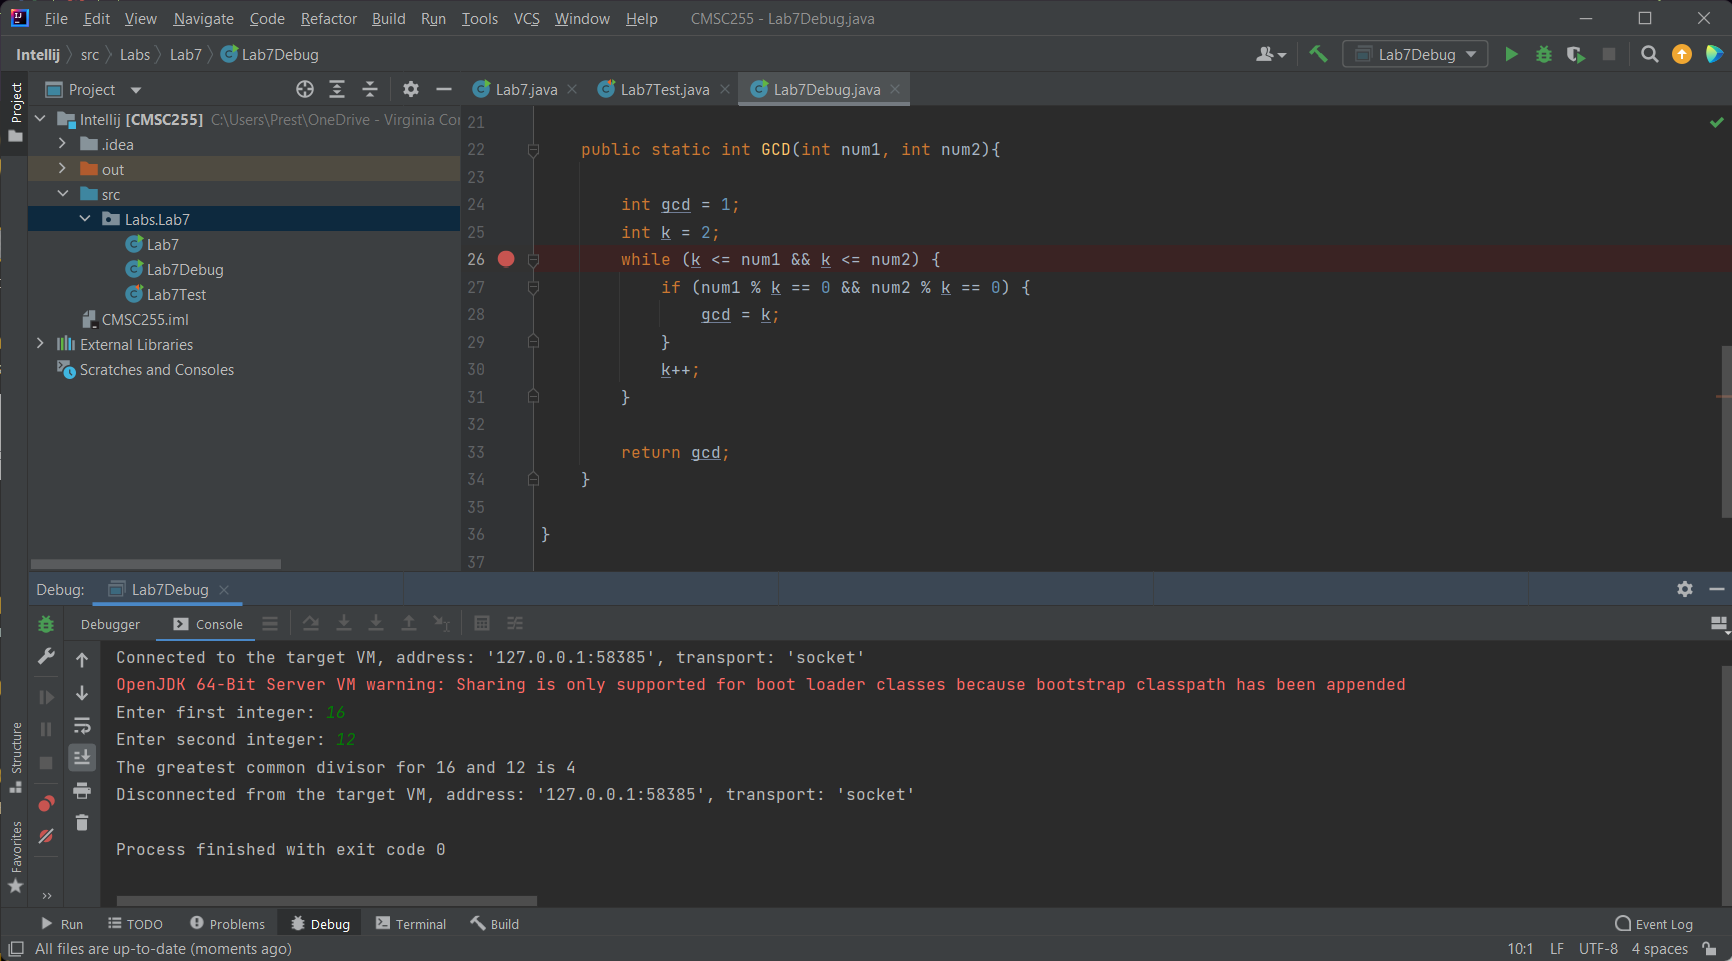 File Edit View Navigate Code Refactor Build Run Tools VCS Window Help CMSC255 - Lab7Debug.java
Intellij src Labs Lab7 Lab7Debug Lab7Debug
Project
Project Lab7.java Lab7Test.java Lab7Debug.java
Intellij [CMSC255] C:\Users\Prest\OneDrive - Virginia Cor
.idea
out
src
Labs.Lab7
Lab7
Lab7Debug
Lab7Test
CMSC255.iml
External Libraries
Scratches and Consoles
21
22 public static int GCD(int num1, int num2){
23
24 int gcd = 1;
25 int k = 2;
26 while (k <= num1 && k <= num2) {
27 if (num1 % k == 0 && num2 % k == 0) {
28 gcd = k;
29 }
30 k++;
31 }
32
33 return gcd;
34 }
35
36 }
37
Debug: Lab7Debug
Debugger Console
Connected to the target VM, address: '127.0.0.1:58385', transport: 'socket'
OpenJDK 64-Bit Server VM warning: Sharing is only supported for boot loader classes because bootstrap classpath has been appended
Enter first integer: 16
Enter second integer: 12
The greatest common divisor for 16 and 12 is 4
Disconnected from the target VM, address: '127.0.0.1:58385', transport: 'socket'
Process finished with exit code 0
Structure
Favorites
Run TODO Problems Debug Terminal Build Event Log
All files are up-to-date (moments ago) 10:1 LF UTF-8 4 spaces